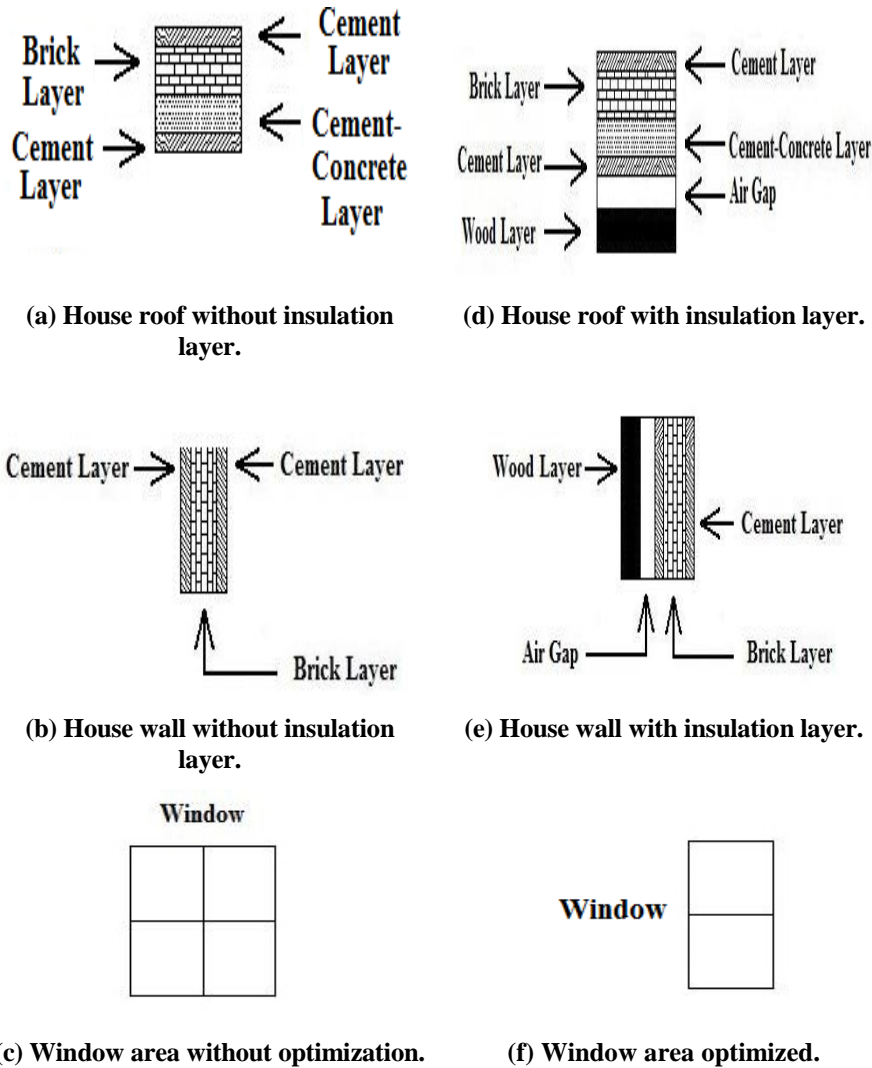 Brick
Layer
Cement
Layer
Cement
Layer
Cement-
Concrete
Layer
(a) House roof without insulation
layer.
Brick Layer
Cement Layer
Wood Layer
Cement Layer
Cement-Concrete Layer
Air Gap
(d) House roof with insulation layer.
Cement Layer
Cement Layer
Brick Layer
(b) House wall without insulation
layer.
Wood Layer
Cement Layer
Air Gap
Brick Layer
(e) House wall with insulation layer.
Window
(c) Window area without optimization.
Window
(f) Window area optimized.